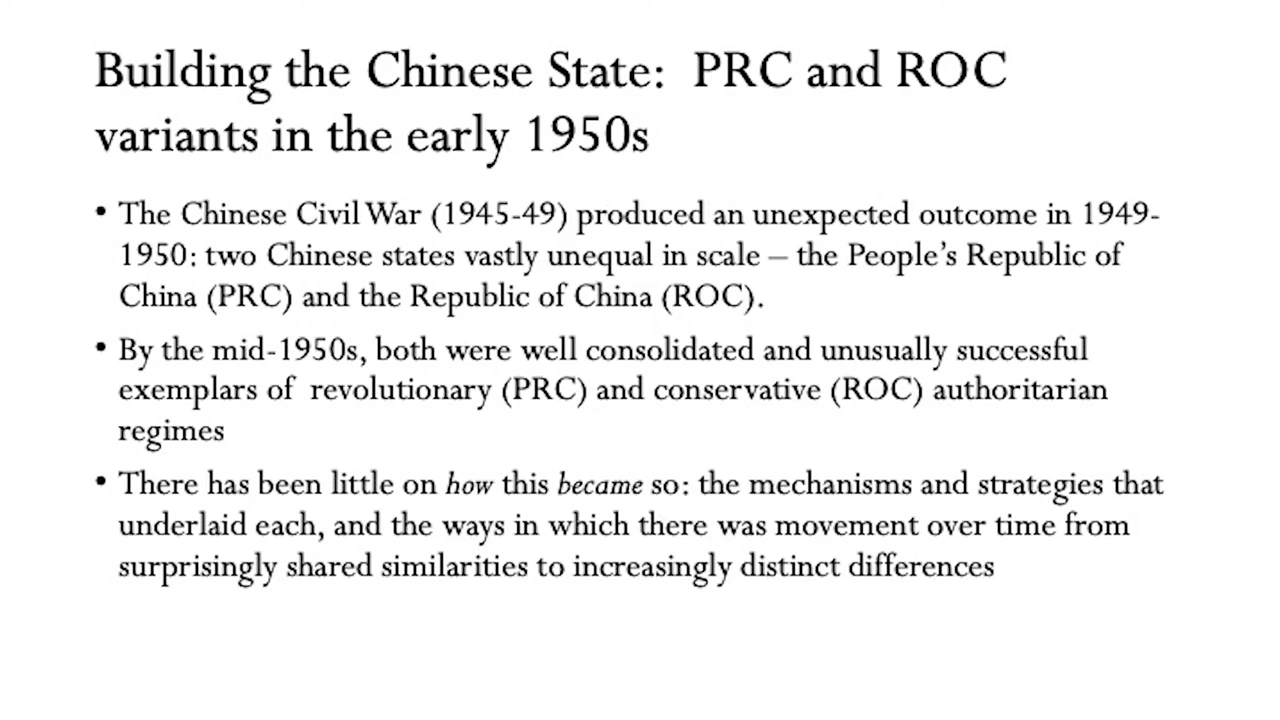 Building the Chinese State:  PRC and ROC
variants in the early 1950s
• The Chinese Civil War (1945-49) produced an unexpected outcome in 1949-
1950: two Chinese states vastly unequal in scale – the People's Republic of
China (PRC) and the Republic of China (ROC).
• By the mid-1950s, both were well consolidated and unusually successful
exemplars of  revolutionary (PRC) and conservative (ROC) authoritarian
regimes
• There has been little on how this became so: the mechanisms and strategies that
underlaid each, and the ways in which there was movement over time from
surprisingly shared similarities to increasingly distinct differences